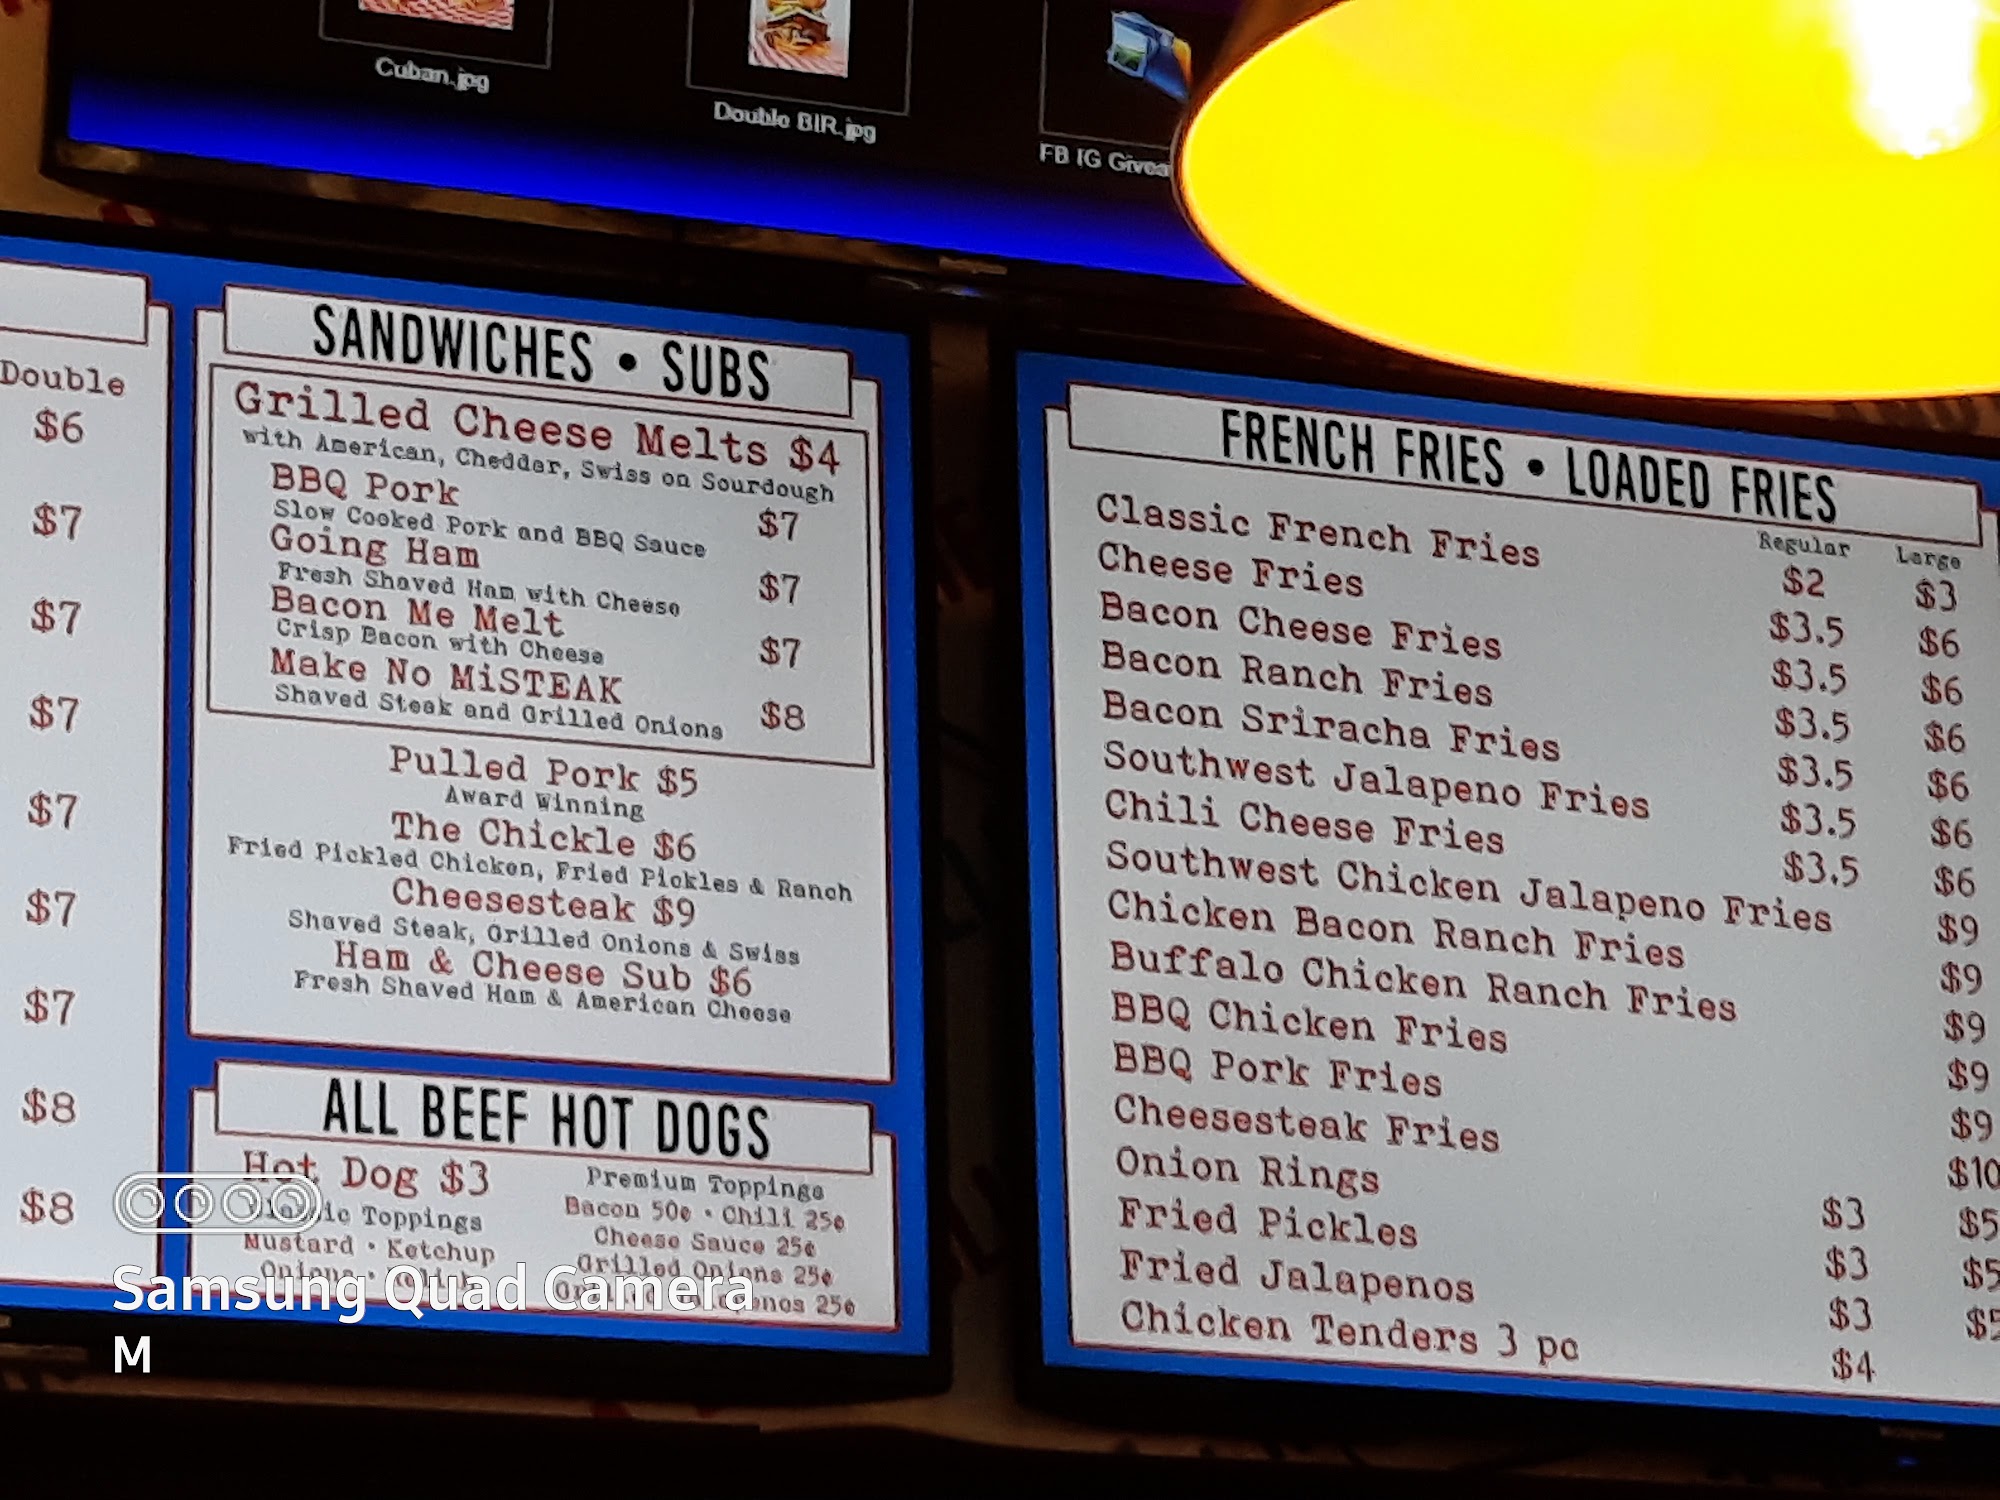 Cuban.jpg
Double BIR.jpg
FB IG
Double
$6
$7
$7
$7
$7
$7
$7
$8
$8
SANDWICHES • SUBS
Grilled Cheese Melts $4
with American, Cheddar, Swiss on Sourdough
BBQ Pork $7
Slow Cooked Pork and BBQ Sauce
Going Ham $7
Fresh Shaved Ham with Cheese
Bacon Me Melt $7
Crisp Bacon with Cheese
Make No MiSTEAK $8
Shaved Steak and Grilled Onions
Pulled Pork $5
Award Winning
The Chickle $6
Fried Pickled Chicken, Fried Pickles & Ranch
Cheesesteak $9
Shaved Steak, Grilled Onions & Swiss
Ham & Cheese Sub $6
Fresh Shaved Ham & American Cheese
ALL BEEF HOT DOGS
Hot Dog $3
Toppings
Mustard • Ketchup
Onions •
Premium Toppings
Bacon 50¢ • Chili 25¢
Cheese Sauce 25¢
Grilled Onions 25¢
25¢
FRENCH FRIES • LOADED FRIES
Regular Large
Classic French Fries $2 $3
Cheese Fries $3.5 $6
Bacon Cheese Fries $3.5 $6
Bacon Ranch Fries $3.5 $6
Bacon Sriracha Fries $3.5 $6
Southwest Jalapeno Fries $3.5 $6
Chili Cheese Fries $3.5 $6
Southwest Chicken Jalapeno Fries $9
Chicken Bacon Ranch Fries $9
Buffalo Chicken Ranch Fries $9
BBQ Chicken Fries $9
BBQ Pork Fries $9
Cheesesteak Fries $10
Onion Rings $3 $5
Fried Pickles $3 $5
Fried Jalapenos $3 $5
Chicken Tenders 3 pc $4
Samsung Quad Camera
M